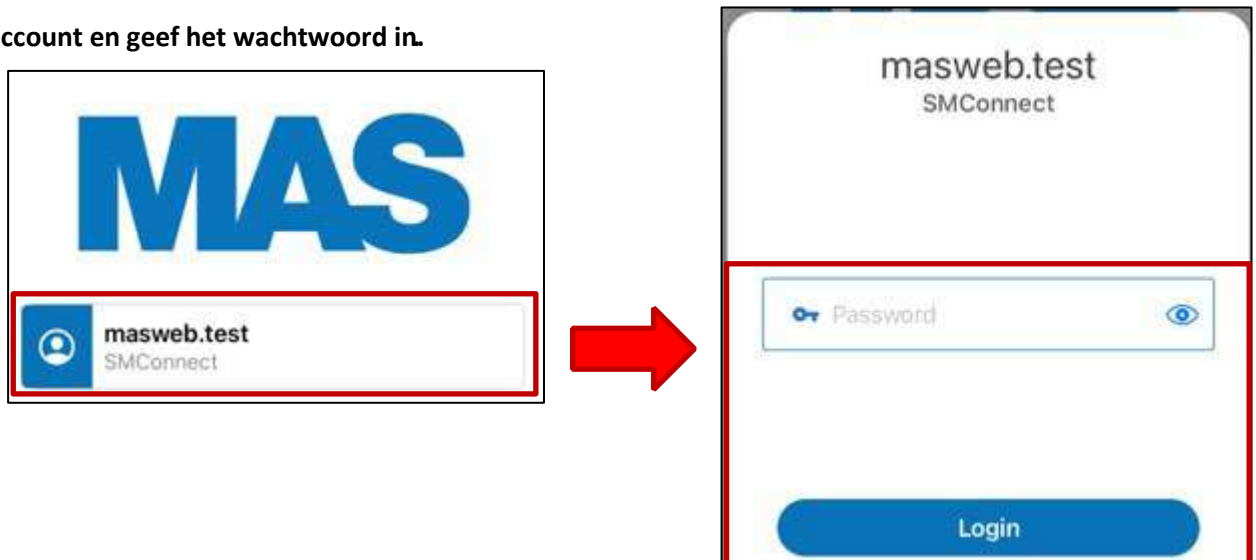 ccount en geef het wachtwoord in.
MAS
masweb.test
SMConnect
masweb.test
SMConnect
Password
Login